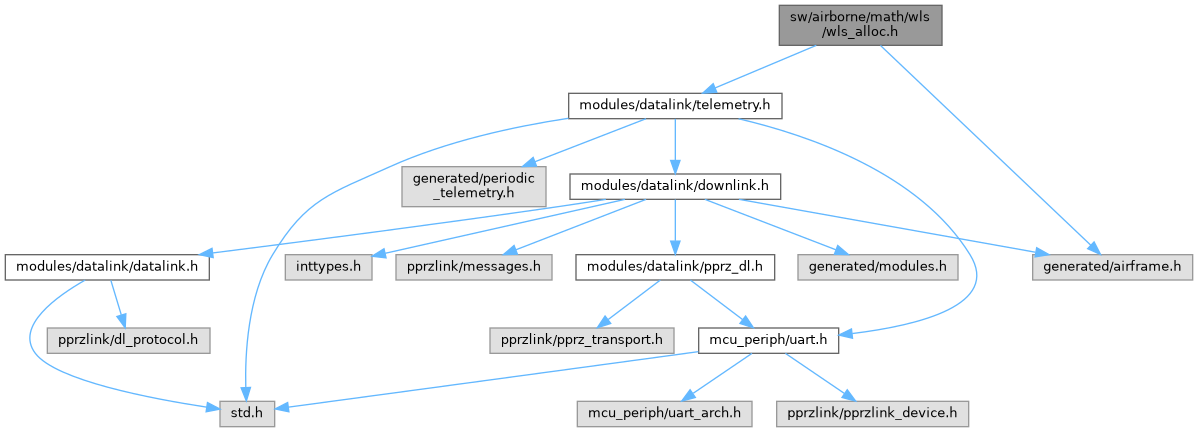 sw/airborne/math/wls
/wls_alloc.h
modules/datalink/telemetry.h
generated/periodic
_telemetry.h
modules/datalink/downlink.h
modules/datalink/datalink.h
inttypes.h
pprzlink/messages.h
modules/datalink/pprz_dl.h
generated/modules.h
generated/airframe.h
pprzlink/dl_protocol.h
pprzlink/pprz_transport.h
mcu_periph/uart.h
std.h
mcu_periph/uart_arch.h
pprzlink/pprzlink_device.h